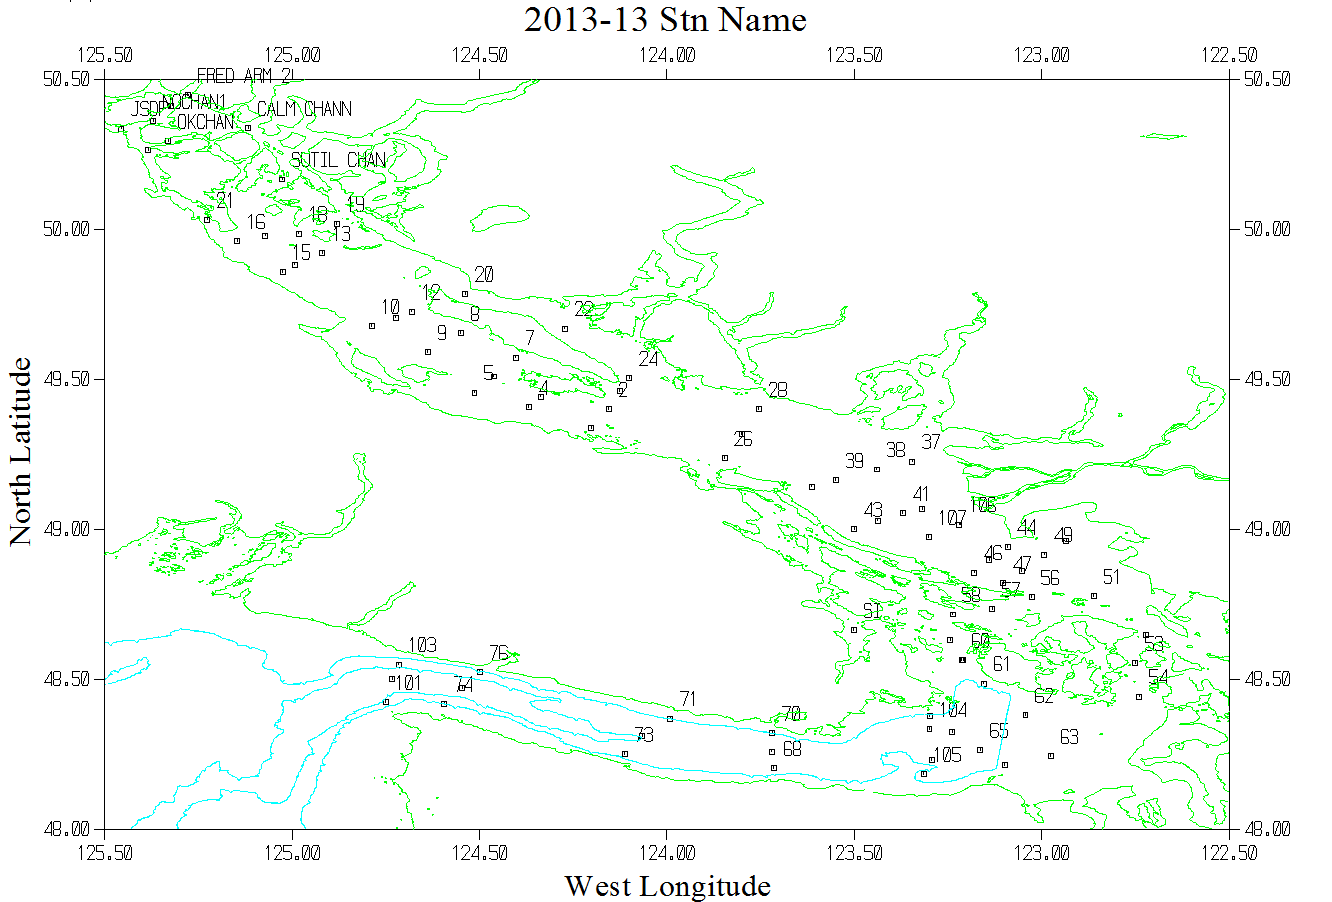 2013-13 Stn Name
125.50 125.00 124.50 124.00 123.50 123.00 122.50
50.50 50.50
FRED ARM 2
JSDP NOCHAN1 CALM CHANN
OKCHAN
SUTIL CHAN
21 19
16 18
50.00 13 50.00
15
20
12
10 8 22
9 7
24
49.50 5 49.50
4 2 28
26 37
39 38
41
43 107 106
49.00 44 49 49.00
46 47
56 51
57
58
SI
103 60 53
76 61
48.50 101 74 54 48.50
71 62
70 104
73 65 63
68 105
48.00 48.00
125.50 125.00 124.50 124.00 123.50 123.00 122.50
North Latitude
West Longitude